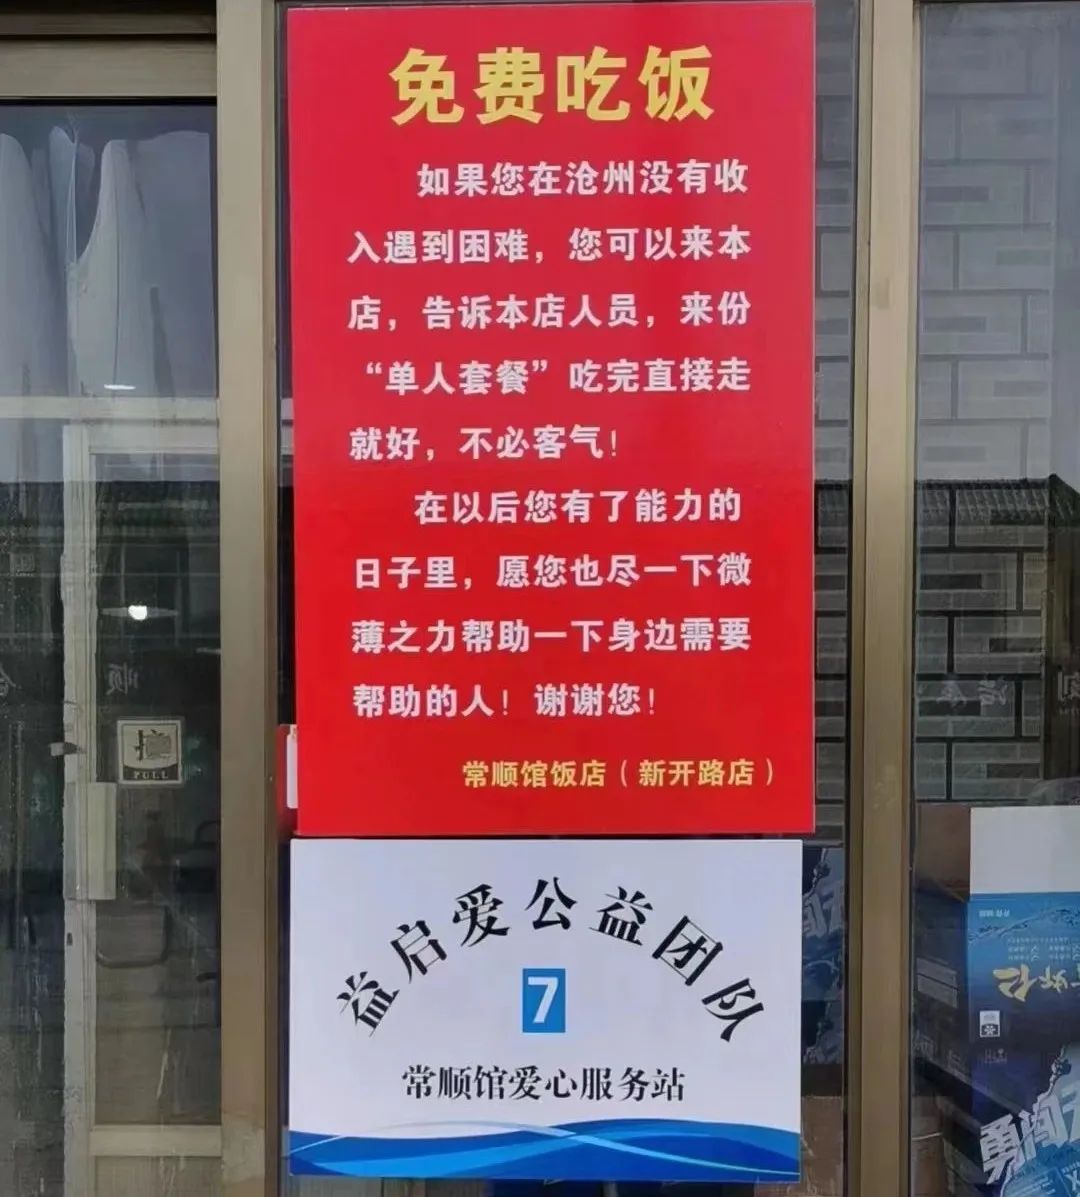 免费吃饭
如果您在沧州没有收
入遇到困难，您可以来本
店，告诉本店人员，来份
“单人套餐”吃完直接走
就好，不必客气！
在以后您有了能力的
日子里，愿您也尽一下微
薄之力帮助一下身边需要
帮助的人！谢谢您！
常顺馆饭店（新开路店）
益启爱公益团队
7
常顺馆爱心服务站
PULL
勇闯天